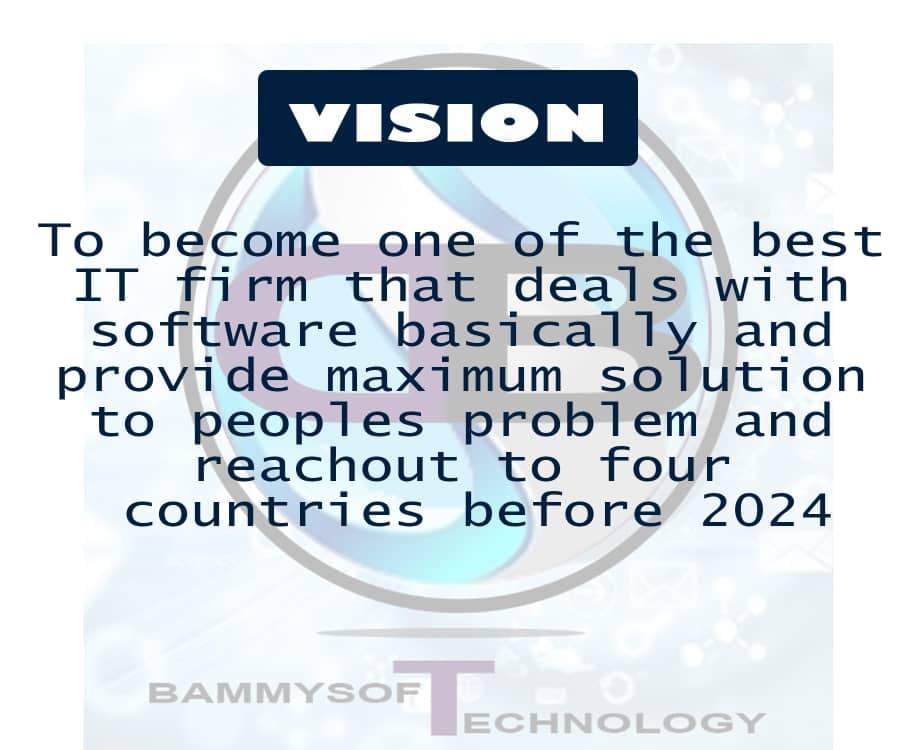 VISION
To become one of the best
IT firm that deals with
software basically and
provide maximum solution
to peoples problem and
reachout to four
countries before 2024
B
BAMMYSOFT
TECHNOLOGY